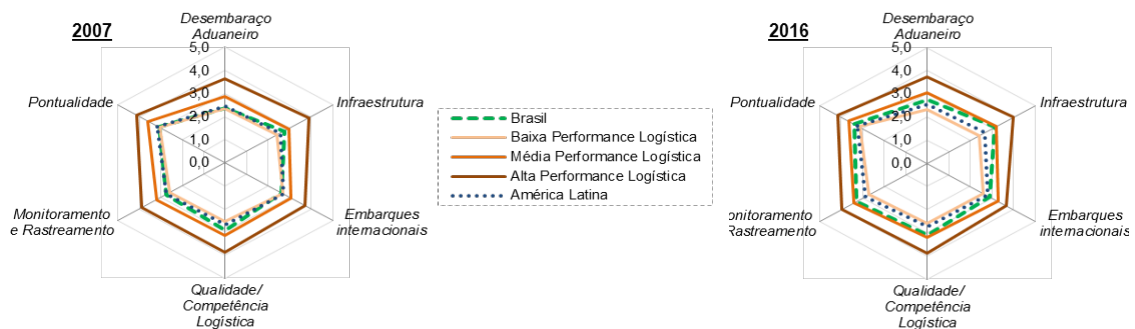 2007
Desembaraço
Aduaneiro
5,0
4,0
3,0
2,0
1,0
0,0
Pontualidade
Infraestrutura
Monitoramento
e Rastreamento
Embarques
internacionais
Qualidade/
Competência
Logística
Brasil
Baixa Performance Logística
Média Performance Logística
Alta Performance Logística
América Latina
2016
Desembaraço
Aduaneiro
5,0
4,0
3,0
2,0
1,0
0,0
Pontualidade
Infraestrutura
onitoramento
Rastreamento
Embarques
internacionais
Qualidade/
Competência
Logística